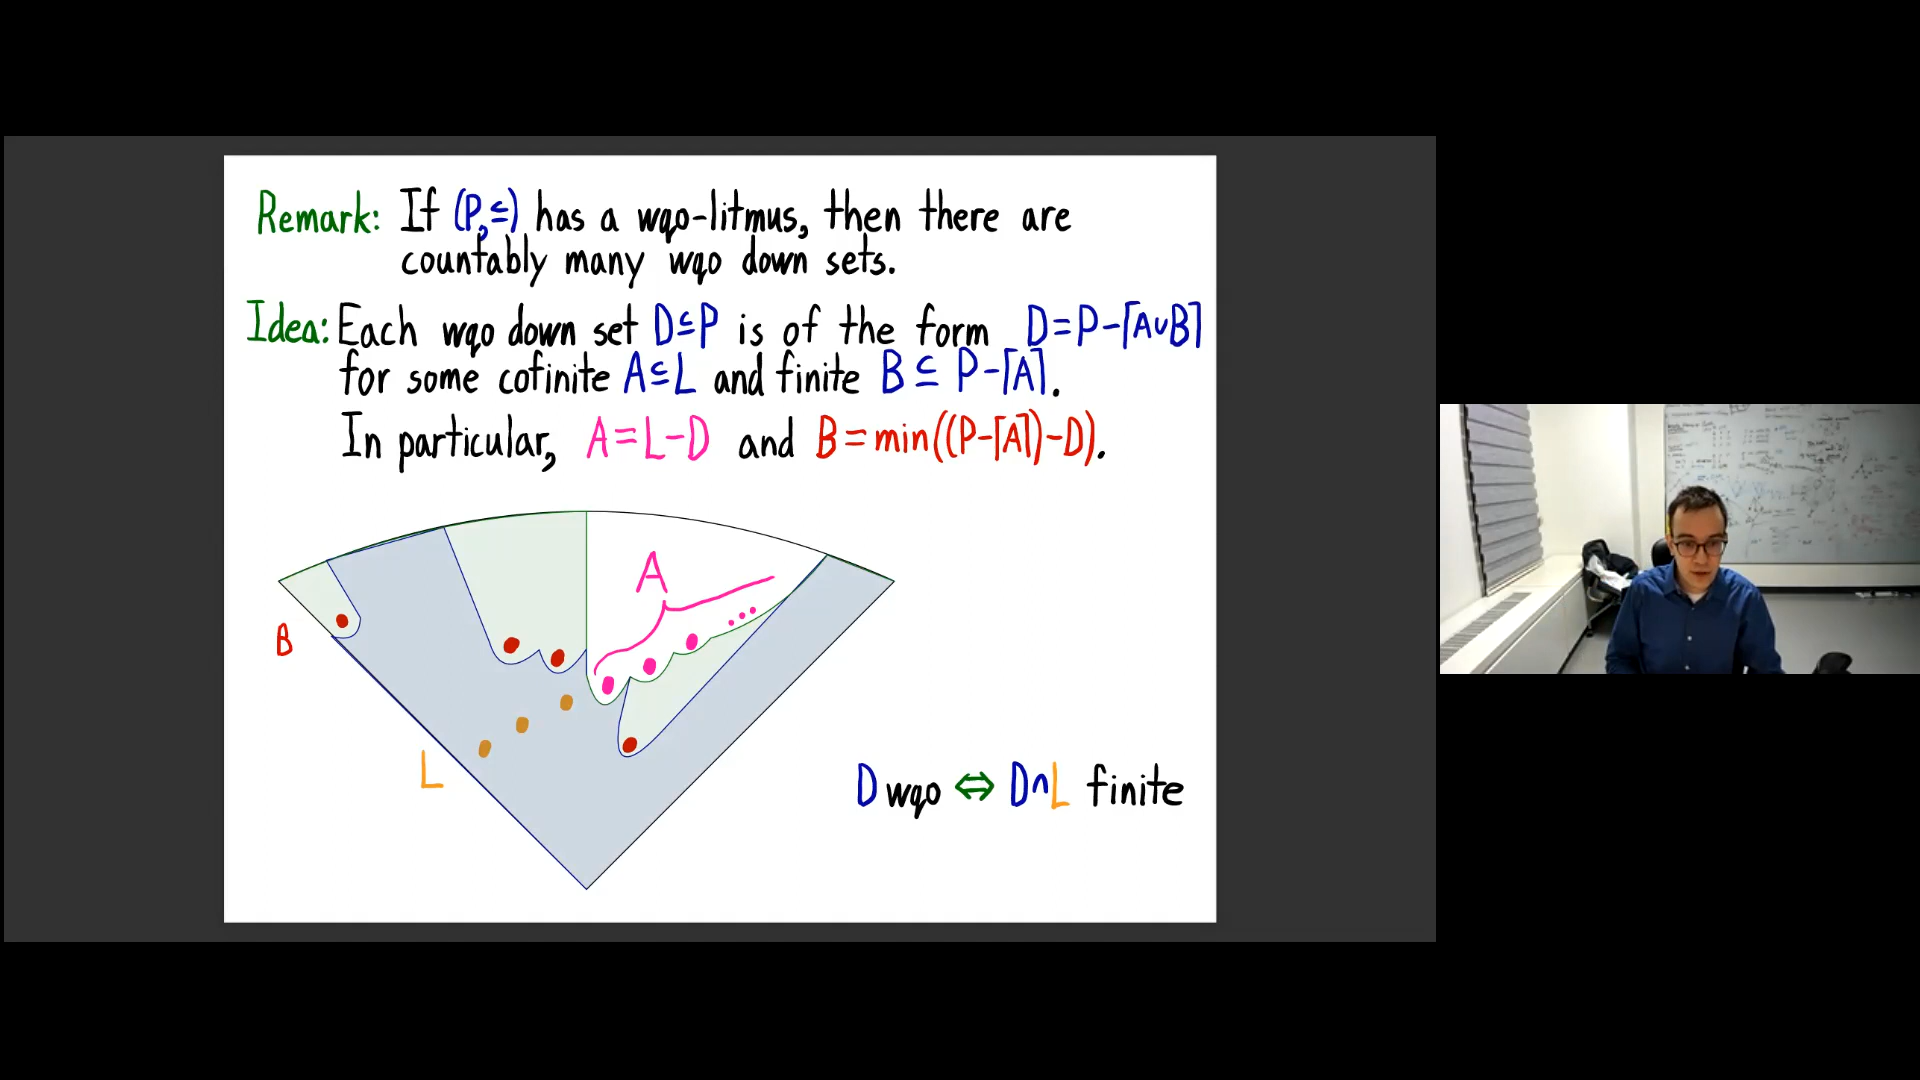 Remark: If (P,≤) has a wqo-litmus, then there are
countably many wqo down sets.
Idea: Each wqo down set D⊆P is of the form D=P-⌈A∪B⌉
for some cofinite A⊆L and finite B⊆P-⌈A⌉.
In particular, A=L-D and B=min((P-⌈A⌉)-D).
A
B
L
D wqo ⇔ D∩L finite